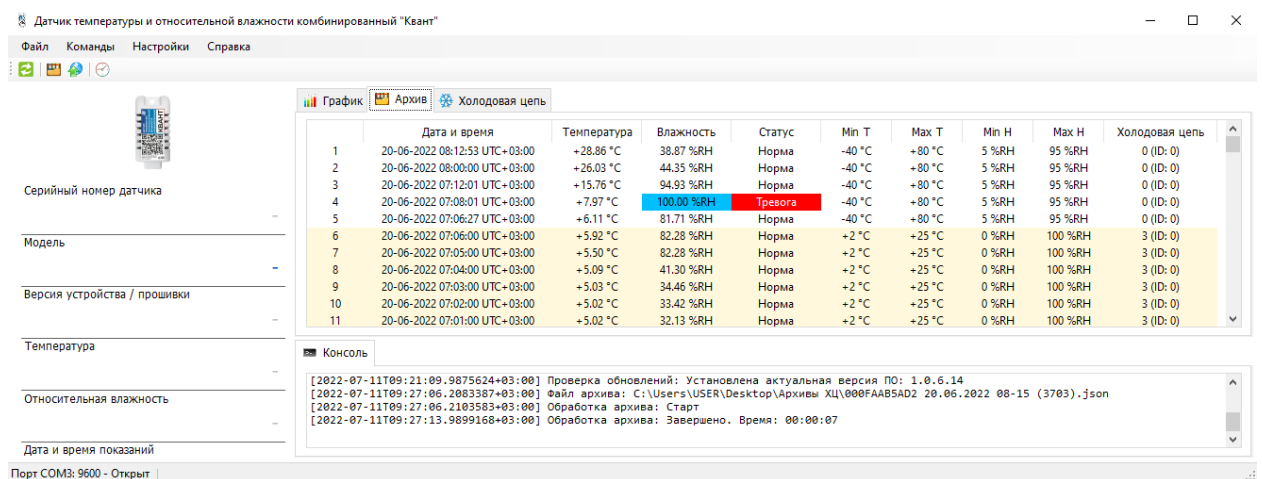 Датчик температуры и относительной влажности комбинированный "Квант"
Файл Команды Настройки Справка
График Архив Холодовая цепь
КВАНТ
Серийный номер датчика
Модель
Версия устройства / прошивки
Температура
Относительная влажность
Дата и время показаний
Дата и время Температура Влажность Статус Min T Max T Min H Max H Холодовая цепь
1 20-06-2022 08:12:53 UTC+03:00 +28.86 °C 38.87 %RH Норма -40 °C +80 °C 5 %RH 95 %RH 0 (ID: 0)
2 20-06-2022 08:00:00 UTC+03:00 +26.03 °C 44.35 %RH Норма -40 °C +80 °C 5 %RH 95 %RH 0 (ID: 0)
3 20-06-2022 07:12:01 UTC+03:00 +15.76 °C 94.93 %RH Норма -40 °C +80 °C 5 %RH 95 %RH 0 (ID: 0)
4 20-06-2022 07:08:01 UTC+03:00 +7.97 °C 100.00 %RH Тревога -40 °C +80 °C 5 %RH 95 %RH 0 (ID: 0)
5 20-06-2022 07:06:27 UTC+03:00 +6.11 °C 81.71 %RH Норма -40 °C +80 °C 5 %RH 95 %RH 0 (ID: 0)
6 20-06-2022 07:06:00 UTC+03:00 +5.92 °C 82.28 %RH Норма +2 °C +25 °C 0 %RH 100 %RH 3 (ID: 0)
7 20-06-2022 07:05:00 UTC+03:00 +5.50 °C 82.28 %RH Норма +2 °C +25 °C 0 %RH 100 %RH 3 (ID: 0)
8 20-06-2022 07:04:00 UTC+03:00 +5.09 °C 41.30 %RH Норма +2 °C +25 °C 0 %RH 100 %RH 3 (ID: 0)
9 20-06-2022 07:03:00 UTC+03:00 +5.03 °C 34.46 %RH Норма +2 °C +25 °C 0 %RH 100 %RH 3 (ID: 0)
10 20-06-2022 07:02:00 UTC+03:00 +5.02 °C 33.42 %RH Норма +2 °C +25 °C 0 %RH 100 %RH 3 (ID: 0)
11 20-06-2022 07:01:00 UTC+03:00 +5.02 °C 32.13 %RH Норма +2 °C +25 °C 0 %RH 100 %RH 3 (ID: 0)
Консоль
[2022-07-11T09:21:09.9875624+03:00] Проверка обновлений: Установлена актуальная версия ПО: 1.0.6.14
[2022-07-11T09:27:06.2083387+03:00] Файл архива: C:\Users\USER\Desktop\Архивы ХЦ\000FAAB5AD2 20.06.2022 08-15 (3703).json
[2022-07-11T09:27:06.2103583+03:00] Обработка архива: Старт
[2022-07-11T09:27:13.9899168+03:00] Обработка архива: Завершено. Время: 00:00:07
Порт COM3: 9600 - Открыт